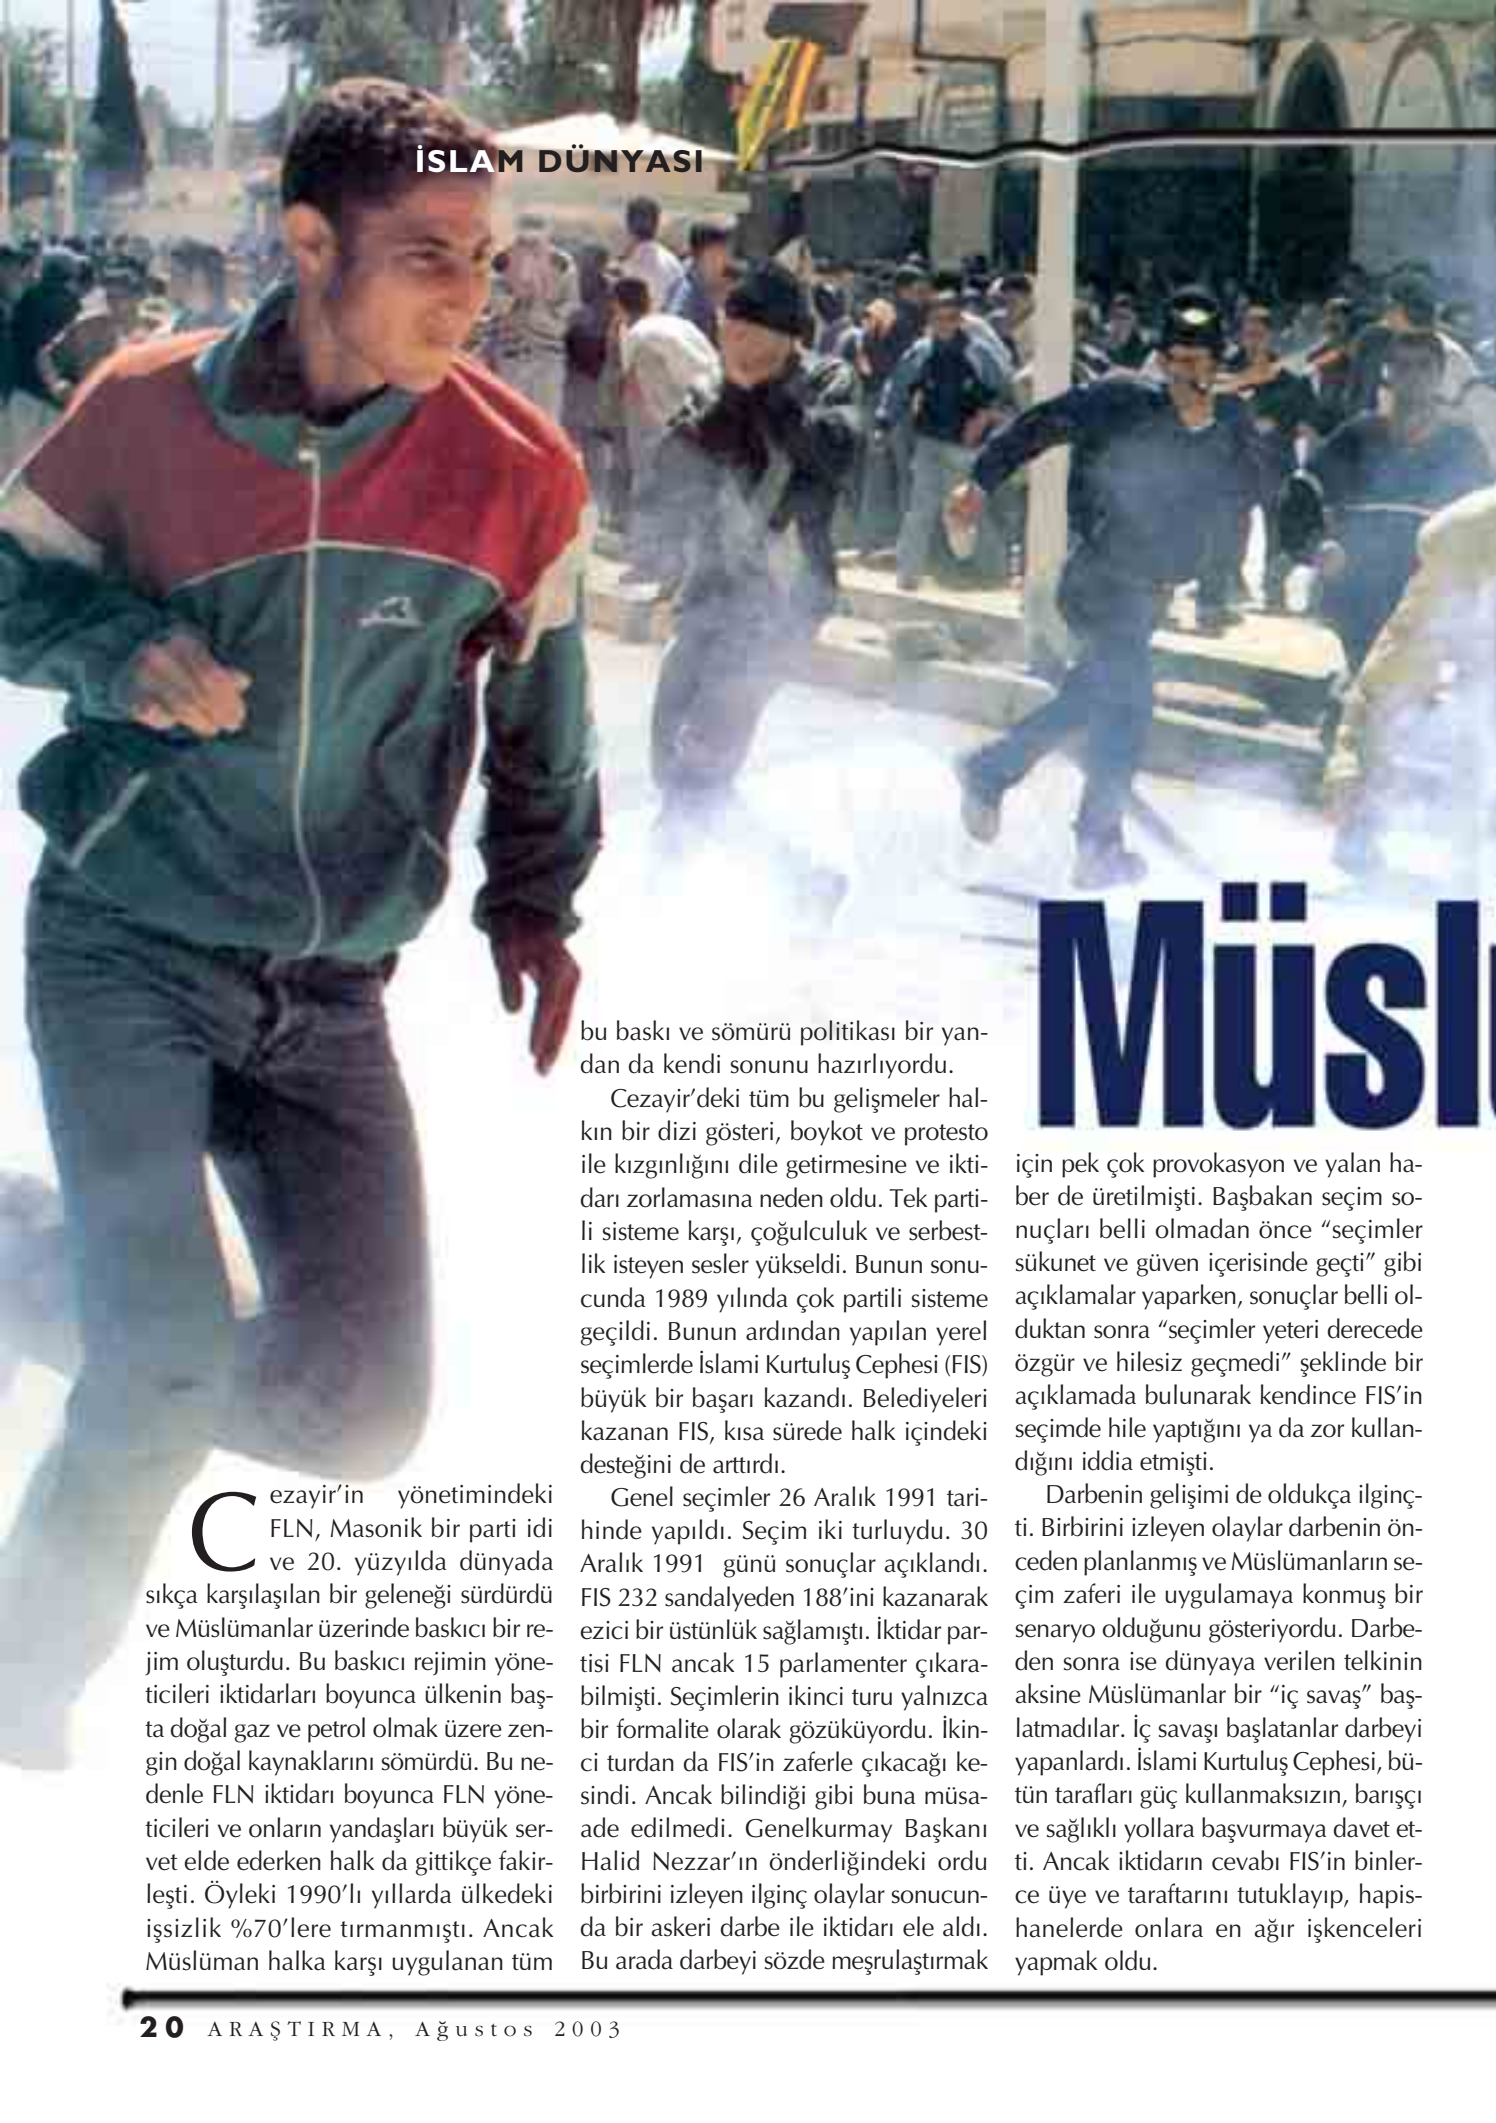 İSLAM DÜNYASI
Müsl
Cezayir’in yönetimindeki
FLN, Masonik bir parti idi
ve 20. yüzyılda dünyada
sıkça karşılaşılan bir geleneği sürdürdü
ve Müslümanlar üzerinde baskıcı bir re-
jim oluşturdu. Bu baskıcı rejimin yöne-
ticileri iktidarları boyunca ülkenin baş-
ta doğal gaz ve petrol olmak üzere zen-
gin doğal kaynaklarını sömürdü. Bu ne-
denle FLN iktidarı boyunca FLN yöne-
ticileri ve onların yandaşları büyük ser-
vet elde ederken halk da gittikçe fakir-
leşti. Öyleki 1990’lı yıllarda ülkedeki
işsizlik %70’lere tırmanmıştı. Ancak
Müslüman halka karşı uygulanan tüm
bu baskı ve sömürü politikası bir yan-
dan da kendi sonunu hazırlıyordu.
Cezayir’deki tüm bu gelişmeler hal-
kın bir dizi gösteri, boykot ve protesto
ile kızgınlığını dile getirmesine ve ikti-
darı zorlamasına neden oldu. Tek parti-
li sisteme karşı, çoğulculuk ve serbest-
lik isteyen sesler yükseldi. Bunun sonu-
cunda 1989 yılında çok partili sisteme
geçildi. Bunun ardından yapılan yerel
seçimlerde İslami Kurtuluş Cephesi (FIS)
büyük bir başarı kazandı. Belediyeleri
kazanan FIS, kısa sürede halk içindeki
desteğini de arttırdı.
Genel seçimler 26 Aralık 1991 tari-
hinde yapıldı. Seçim iki turluydu. 30
Aralık 1991 günü sonuçlar açıklandı.
FIS 232 sandalyeden 188’ini kazanarak
ezici bir üstünlük sağlamıştı. İktidar par-
tisi FLN ancak 15 parlamenter çıkara-
bilmişti. Seçimlerin ikinci turu yalnızca
bir formalite olarak gözüküyordu. İkin-
ci turdan da FIS’in zaferle çıkacağı ke-
sindi. Ancak bilindiği gibi buna müsa-
ade edilmedi. Genelkurmay Başkanı
Halid Nezzar’ın önderliğindeki ordu
birbirini izleyen ilginç olaylar sonucun-
da bir askeri darbe ile iktidarı ele aldı.
Bu arada darbeyi sözde meşrulaştırmak
için pek çok provokasyon ve yalan ha-
ber de üretilmişti. Başbakan seçim so-
nuçları belli olmadan önce “seçimler
sükunet ve güven içerisinde geçti” gibi
açıklamalar yaparken, sonuçlar belli ol-
duktan sonra “seçimler yeteri derecede
özgür ve hilesiz geçmedi” şeklinde bir
açıklamada bulunarak kendince FIS’in
seçimde hile yaptığını ya da zor kullan-
dığını iddia etmişti.
Darbenin gelişimi de oldukça ilginç-
ti. Birbirini izleyen olaylar darbenin ön-
ceden planlanmış ve Müslümanların se-
çim zaferi ile uygulamaya konmuş bir
senaryo olduğunu gösteriyordu. Darbe-
den sonra ise dünyaya verilen telkinin
aksine Müslümanlar bir “iç savaş” baş-
latmadılar. İç savaşı başlatanlar darbeyi
yapanlardı. İslami Kurtuluş Cephesi, bü-
tün tarafları güç kullanmaksızın, barışçı
ve sağlıklı yollara başvurmaya davet et-
ti. Ancak iktidarın cevabı FIS’in binler-
ce üye ve taraftarını tutuklayıp, hapis-
hanelerde onlara en ağır işkenceleri
yapmak oldu.
20 ARAŞTIRMA, Ağustos 2003